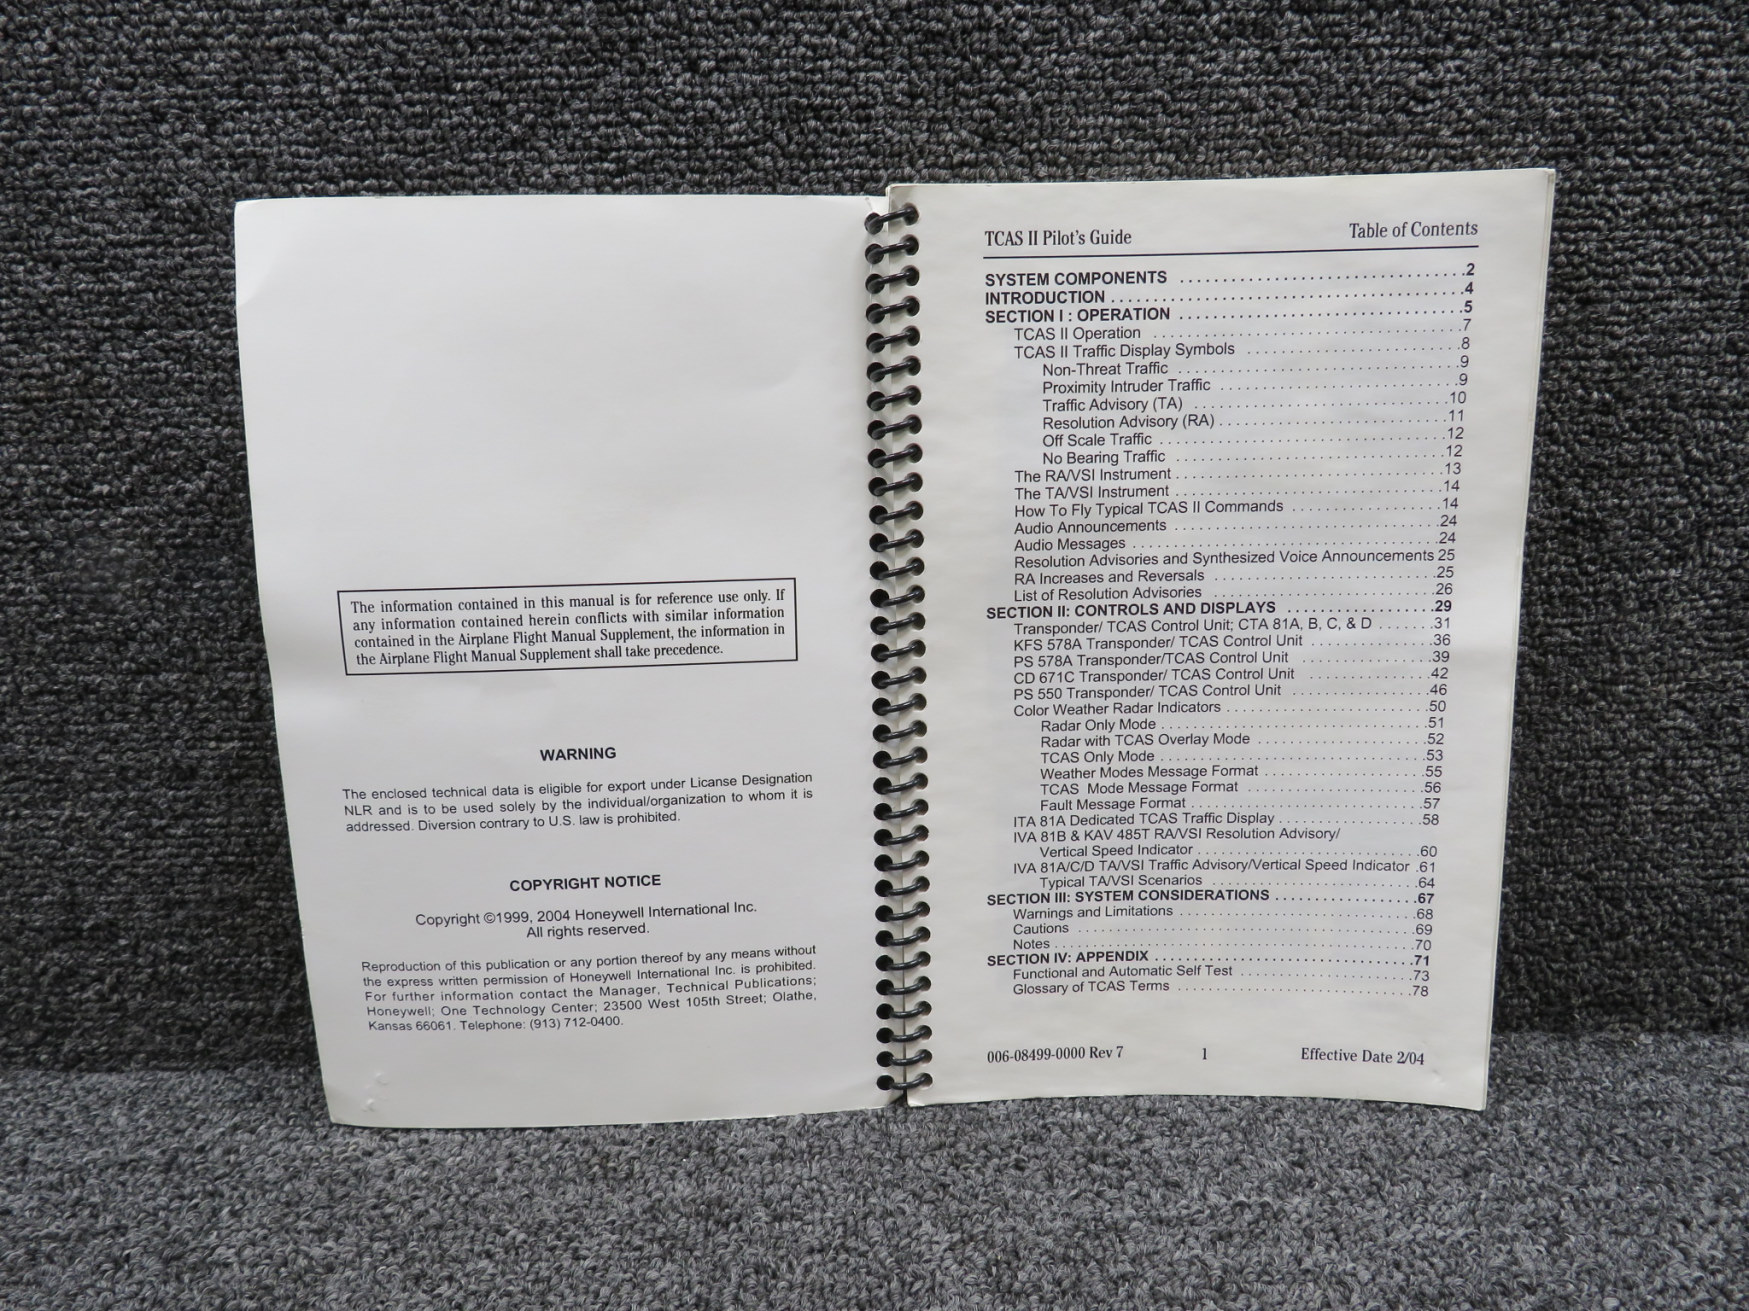 The information contained in this manual is for reference use only. If
any information contained herein conflicts with similar information
contained in the Airplane Flight Manual Supplement, the information in
the Airplane Flight Manual Supplement shall take precedence.
WARNING
The enclosed technical data is eligible for export under Licanse Designation
NLR and is to be used solely by the individual/organization to whom it is
addressed. Diversion contrary to U.S. law is prohibited.
COPYRIGHT NOTICE
Copyright ©1999, 2004 Honeywell International Inc.
All rights reserved.
Reproduction of this publication or any portion thereof by any means without
the express written permission of Honeywell International Inc. is prohibited.
For further information contact the Manager, Technical Publications;
Honeywell; One Technology Center; 23500 West 105th Street; Olathe,
Kansas 66061. Telephone: (913) 712-0400.
TCAS II Pilot's Guide Table of Contents
SYSTEM COMPONENTS . . . . . . . . . . 2
INTRODUCTION . . . . . . . . . . 4
SECTION I : OPERATION . . . . . . . . . . 5
TCAS II Operation . . . . . . . . . . 7
TCAS II Traffic Display Symbols . . . . . . . . . . 8
Non-Threat Traffic . . . . . . . . . . 9
Proximity Intruder Traffic . . . . . . . . . . 9
Traffic Advisory (TA) . . . . . . . . . . 10
Resolution Advisory (RA) . . . . . . . . . . 11
Off Scale Traffic . . . . . . . . . . 12
No Bearing Traffic . . . . . . . . . . 12
The RA/VSI Instrument . . . . . . . . . . 13
The TA/VSI Instrument . . . . . . . . . . 14
How To Fly Typical TCAS II Commands . . . . . . . . . . 14
Audio Announcements . . . . . . . . . . 24
Audio Messages . . . . . . . . . . 24
Resolution Advisories and Synthesized Voice Announcements 25
RA Increases and Reversals . . . . . . . . . . 25
List of Resolution Advisories . . . . . . . . . . 26
SECTION II: CONTROLS AND DISPLAYS . . . . . . . . . . 29
Transponder/ TCAS Control Unit; CTA 81A, B, C, & D . . . . . . . 31
KFS 578A Transponder/ TCAS Control Unit . . . . . . . . . . 36
PS 578A Transponder/TCAS Control Unit . . . . . . . . . . 39
CD 671C Transponder/ TCAS Control Unit . . . . . . . . . . 42
PS 550 Transponder/ TCAS Control Unit . . . . . . . . . . 46
Color Weather Radar Indicators . . . . . . . . . . 50
Radar Only Mode . . . . . . . . . . 51
Radar with TCAS Overlay Mode . . . . . . . . . . 52
TCAS Only Mode . . . . . . . . . . 53
Weather Modes Message Format . . . . . . . . . . 55
TCAS Mode Message Format . . . . . . . . . . 56
Fault Message Format . . . . . . . . . . 57
ITA 81A Dedicated TCAS Traffic Display . . . . . . . . . . 58
IVA 81B & KAV 485T RA/VSI Resolution Advisory/
Vertical Speed Indicator . . . . . . . . . . 60
IVA 81A/C/D TA/VSI Traffic Advisory/Vertical Speed Indicator . 61
Typical TA/VSI Scenarios . . . . . . . . . . 64
SECTION III: SYSTEM CONSIDERATIONS . . . . . . . . . . 67
Warnings and Limitations . . . . . . . . . . 68
Cautions . . . . . . . . . . 69
Notes . . . . . . . . . . 70
SECTION IV: APPENDIX . . . . . . . . . . 71
Functional and Automatic Self Test . . . . . . . . . . 73
Glossary of TCAS Terms . . . . . . . . . . 78
006-08499-0000 Rev 7 1 Effective Date 2/04